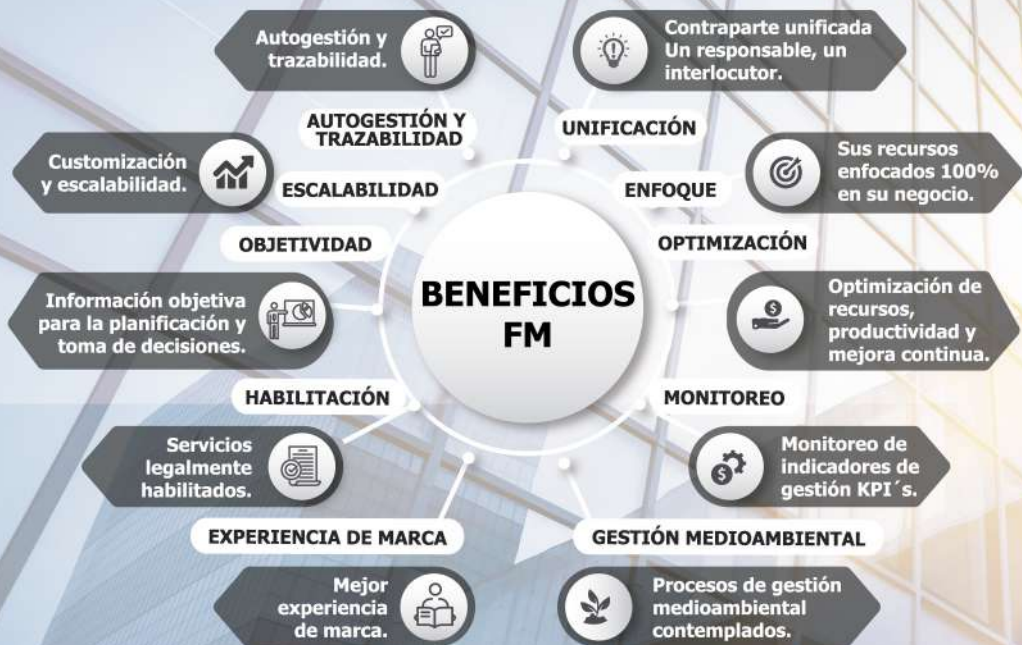 Autogestión y
trazabilidad.
AUTOGESTIÓN Y
TRAZABILIDAD
Contraparte unificada
Un responsable, un
interlocutor.
UNIFICACIÓN
Customización
y escalabilidad.
ESCALABILIDAD
Sus recursos
enfocados 100%
en su negocio.
ENFOQUE
OBJETIVIDAD
OPTIMIZACIÓN
BENEFICIOS
FM
Información objetiva
para la planificación y
toma de decisiones.
Optimización de
recursos,
productividad y
mejora continua.
HABILITACIÓN
MONITOREO
Servicios
legalmente
habilitados.
Monitoreo de
indicadores de
gestión KPI´s.
EXPERIENCIA DE MARCA
GESTIÓN MEDIOAMBIENTAL
Mejor
experiencia
de marca.
Procesos de gestión
medioambiental
contemplados.